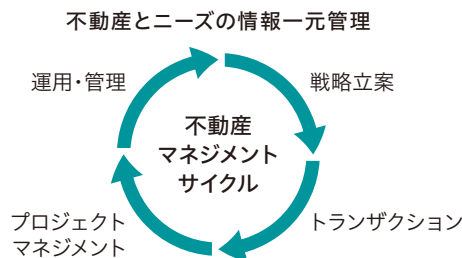 不動産とニーズの情報一元管理
運用・管理
戦略立案
不動産
マネジメント
サイクル
プロジェクト
マネジメント
トランザクション